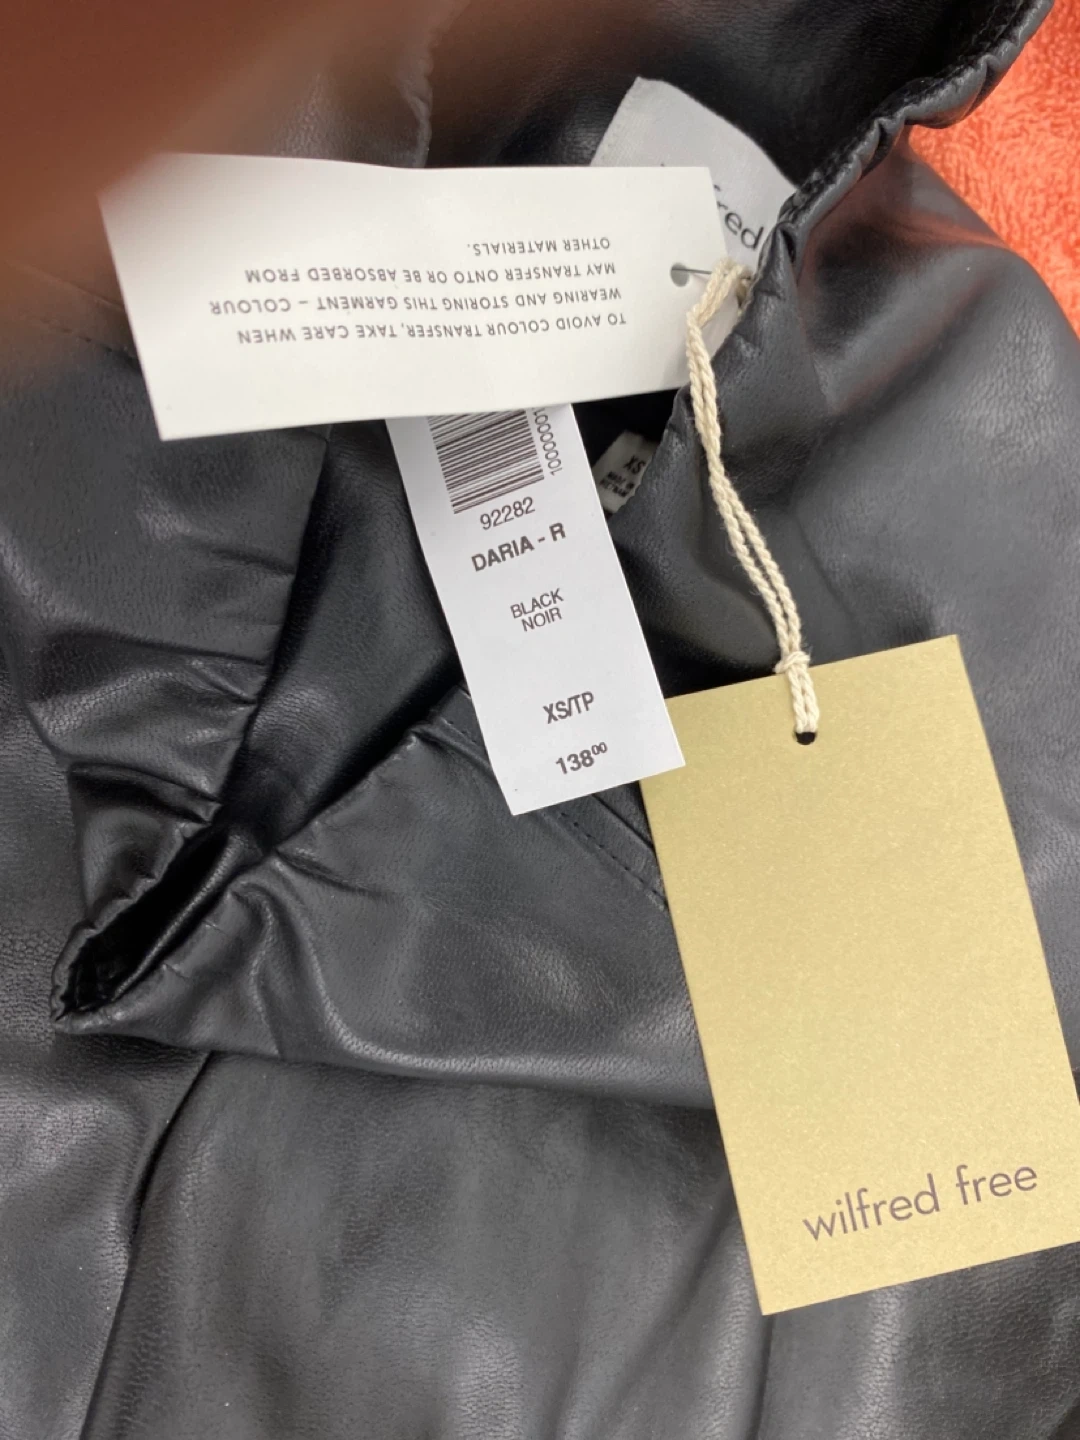 TO AVOID COLOUR TRANSFER, TAKE CARE WHEN
WEARING AND STORING THIS GARMENT – COLOUR
MAY TRANSFER ONTO OR BE ABSORBED FROM
OTHER MATERIALS.
92282
DARIA - R
BLACK
NOIR
XS/TP
138⁰⁰
XS
wilfred free